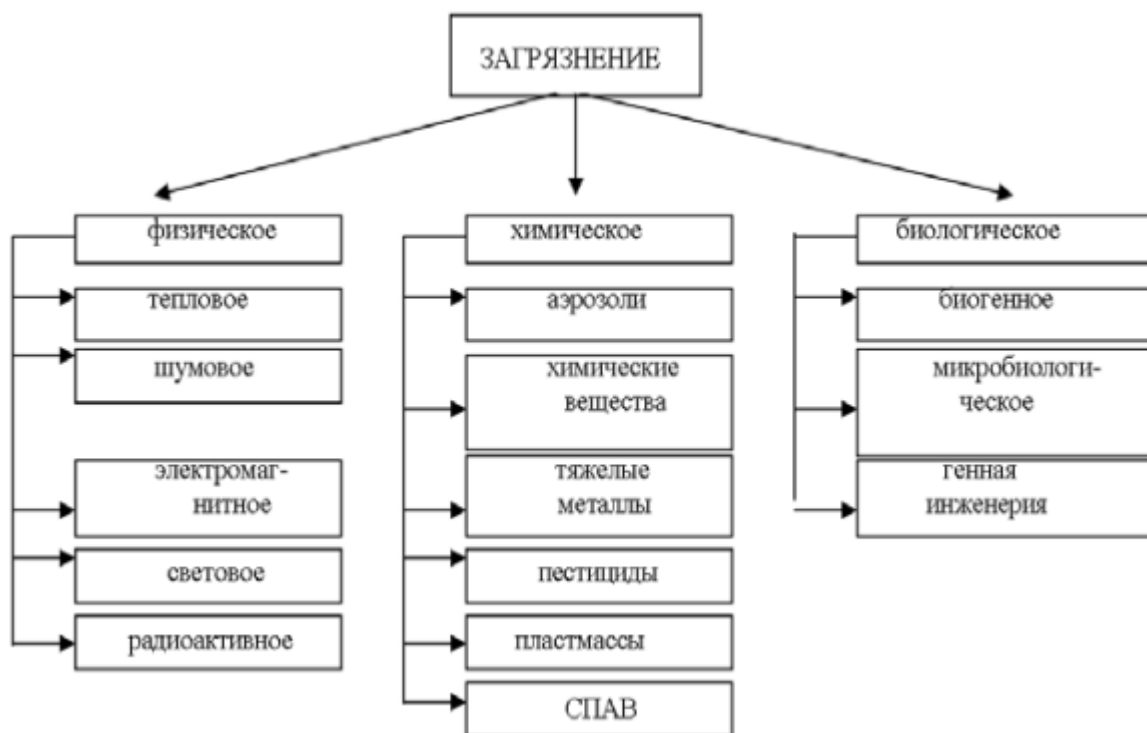 ЗАГРЯЗНЕНИЕ
физическое
тепловое
шумовое
электромаг-
нитное
световое
радиоактивное
химическое
аэрозоли
химические
вещества
тяжелые
металлы
пестициды
пластмассы
СПАВ
биологическое
биогенное
микробиологи-
ческое
генная
инженерия